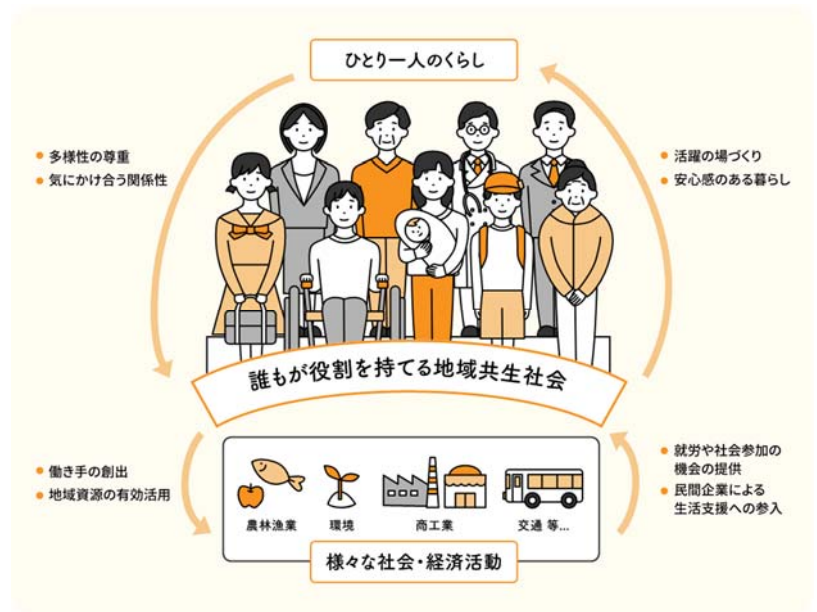 ひとり一人のくらし
● 多様性の尊重
● 気にかけ合う関係性
● 活躍の場づくり
● 安心感のある暮らし
誰もが役割を持てる地域共生社会
● 働き手の創出
● 地域資源の有効活用
農林漁業
環境
商工業
交通 等...
● 就労や社会参加の
機会の提供
● 民間企業による
生活支援への参入
様々な社会・経済活動